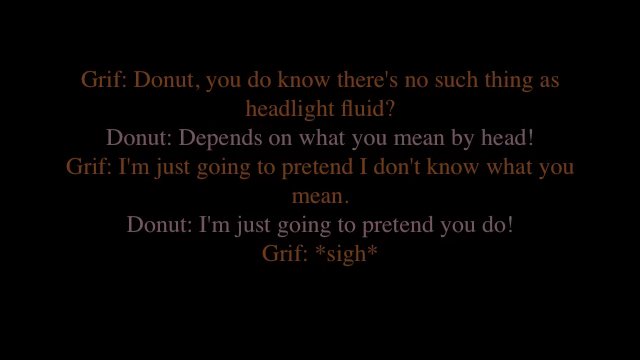 Grif: Donut, you do know there's no such thing as
headlight fluid?
Donut: Depends on what you mean by head!
Grif: I'm just going to pretend I don't know what you
mean.
Donut: I'm just going to pretend you do!
Grif: *sigh*